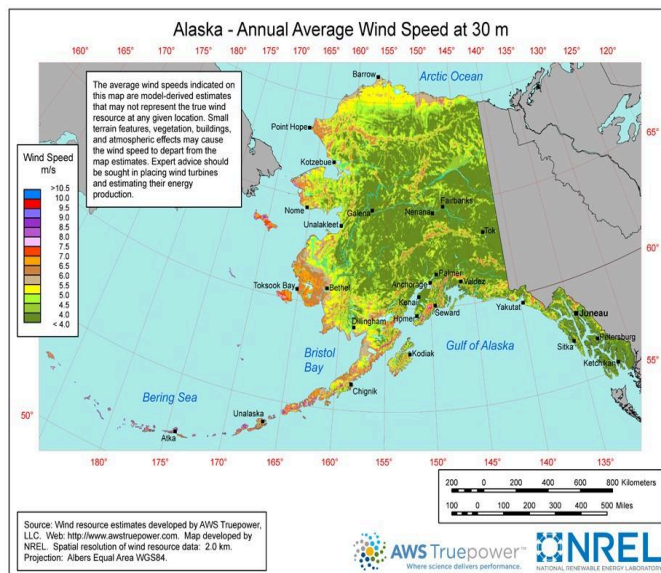 Alaska - Annual Average Wind Speed at 30 m
180° 175° 170° 165° 160° 155° 150° 145° 140° 135° 130° 125° 120°
Arctic Ocean
Barrow
The average wind speeds indicated on
this map are model-derived estimates
that may not represent the true wind
resource at any given location. Small
terrain features, vegetation, buildings,
and atmospheric effects may cause
the wind speed to depart from the
map estimates. Expert advice should
be sought in placing wind turbines
and estimating their energy
production.
65°
Point Hope
Kotzebue
Wind Speed
m/s
>10.5
10.0
9.5
9.0
8.5
8.0
7.5
7.0
6.5
6.0
5.5
5.0
4.5
4.0
< 4.0
Nome
Galena
Nenana
Fairbanks
Unalakleet
Tok
60°
Toksook Bay
Bethel
Palmer
Anchorage
Valdez
Kenai
Homer
Seward
Yakutat
Juneau
Dillingham
Petersburg
Sitka
Ketchikan
Kodiak
Bristol
Bay
Gulf of Alaska
55°
Chignik
Bering Sea
Unalaska
Atka
50°
180° 175° 170° 165° 160° 155° 150° 145° 140° 135°
200 0 200 400 600 800 Kilometers
100 0 100 200 300 400 500 Miles
Source: Wind resource estimates developed by AWS Truepower,
LLC. Web: http://www.awstruepower.com. Map developed by
NREL. Spatial resolution of wind resource data: 2.0 km.
Projection: Albers Equal Area WGS84.
AWS Truepower™
Where science delivers performance.
NREL
NATIONAL RENEWABLE ENERGY LABORATORY